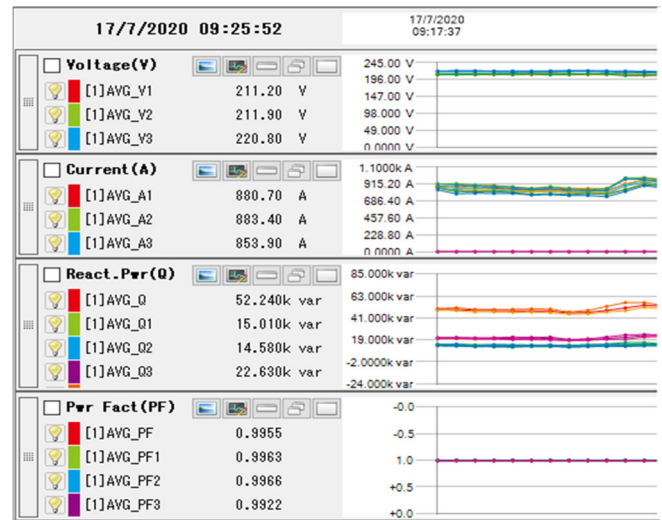 17/7/2020 09:25:52
17/7/2020
09:17:37
Voltage(V)
[1]AVG_V1 211.20 V
[1]AVG_V2 211.90 V
[1]AVG_V3 220.80 V
245.00 V
196.00 V
147.00 V
98.000 V
49.000 V
0.0000 V
Current(A)
[1]AVG_A1 880.70 A
[1]AVG_A2 883.40 A
[1]AVG_A3 853.90 A
1.1000k A
915.20 A
686.40 A
457.60 A
228.80 A
0.0000 A
React.Pwr(Q)
[1]AVG_Q 52.240k var
[1]AVG_Q1 15.010k var
[1]AVG_Q2 14.580k var
[1]AVG_Q3 22.630k var
85.000k var
63.000k var
41.000k var
19.000k var
-2.0000k var
-24.000k var
Pwr Fact(PF)
[1]AVG_PF 0.9955
[1]AVG_PF1 0.9963
[1]AVG_PF2 0.9966
[1]AVG_PF3 0.9922
-0.0
-0.5
1.0
+0.5
+0.0